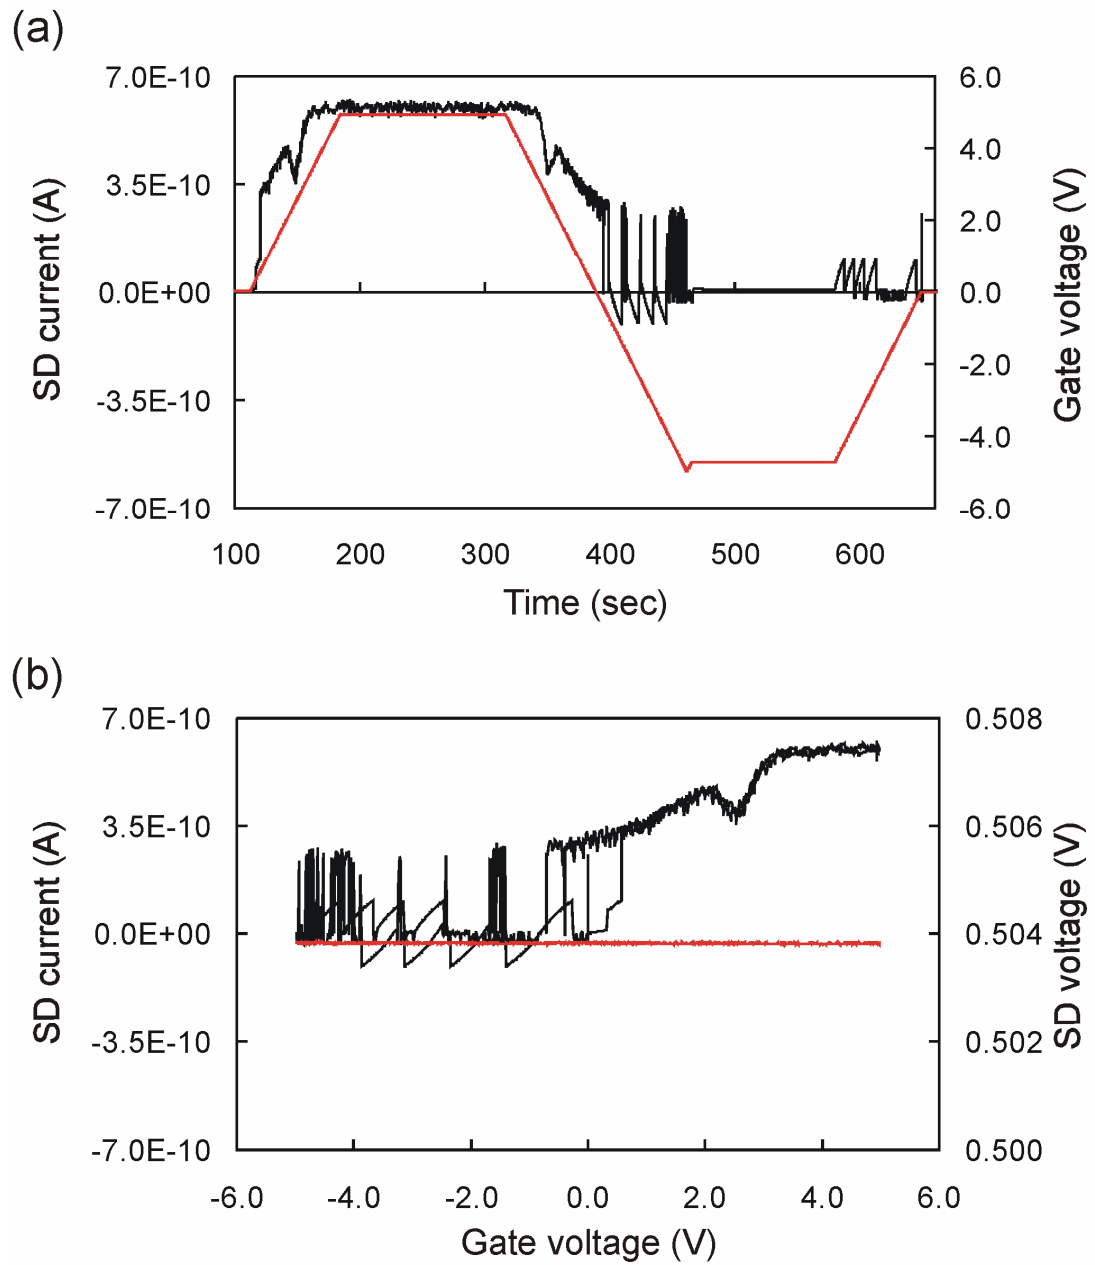 (a)
7.0E-10
3.5E-10
0.0E+00
-3.5E-10
-7.0E-10
SD current (A)
6.0
4.0
2.0
0.0
-2.0
-4.0
-6.0
Gate voltage (V)
100 200 300 400 500 600
Time (sec)
(b)
7.0E-10
3.5E-10
0.0E+00
-3.5E-10
-7.0E-10
SD current (A)
0.508
0.506
0.504
0.502
0.500
SD voltage (V)
-6.0 -4.0 -2.0 0.0 2.0 4.0 6.0
Gate voltage (V)